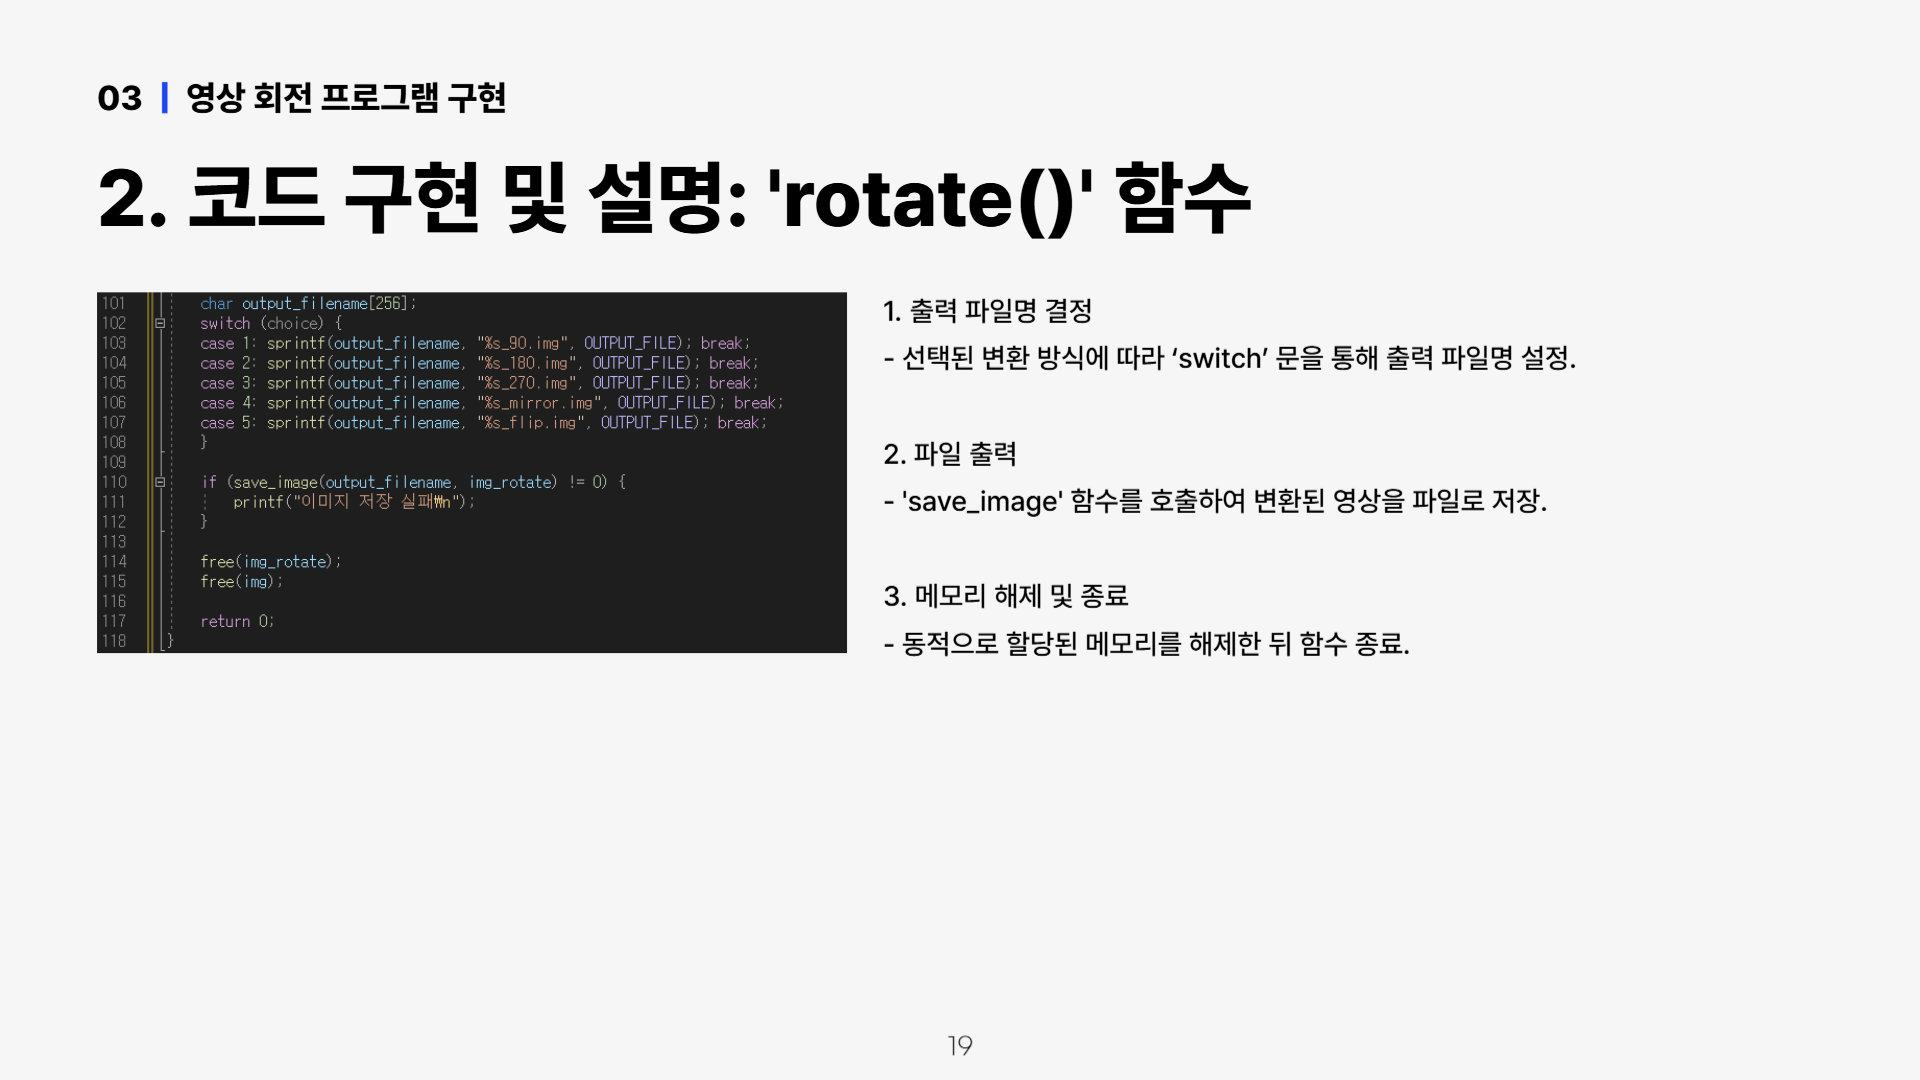 03 | 영상 회전 프로그램 구현
2. 코드 구현 및 설명: 'rotate()' 함수
101 char output_filename[256];
102 switch (choice) {
103 case 1: sprintf(output_filename, "%s_90.img", OUTPUT_FILE); break;
104 case 2: sprintf(output_filename, "%s_180.img", OUTPUT_FILE); break;
105 case 3: sprintf(output_filename, "%s_270.img", OUTPUT_FILE); break;
106 case 4: sprintf(output_filename, "%s_mirror.img", OUTPUT_FILE); break;
107 case 5: sprintf(output_filename, "%s_flip.img", OUTPUT_FILE); break;
108 }
109
110 if (save_image(output_filename, img_rotate) != 0) {
111 printf("이미지 저장 실패₩n");
112 }
113
114 free(img_rotate);
115 free(img);
116
117 return 0;
118 }
1. 출력 파일명 결정
- 선택된 변환 방식에 따라 ‘switch’ 문을 통해 출력 파일명 설정.
2. 파일 출력
- 'save_image' 함수를 호출하여 변환된 영상을 파일로 저장.
3. 메모리 해제 및 종료
- 동적으로 할당된 메모리를 해제한 뒤 함수 종료.
19